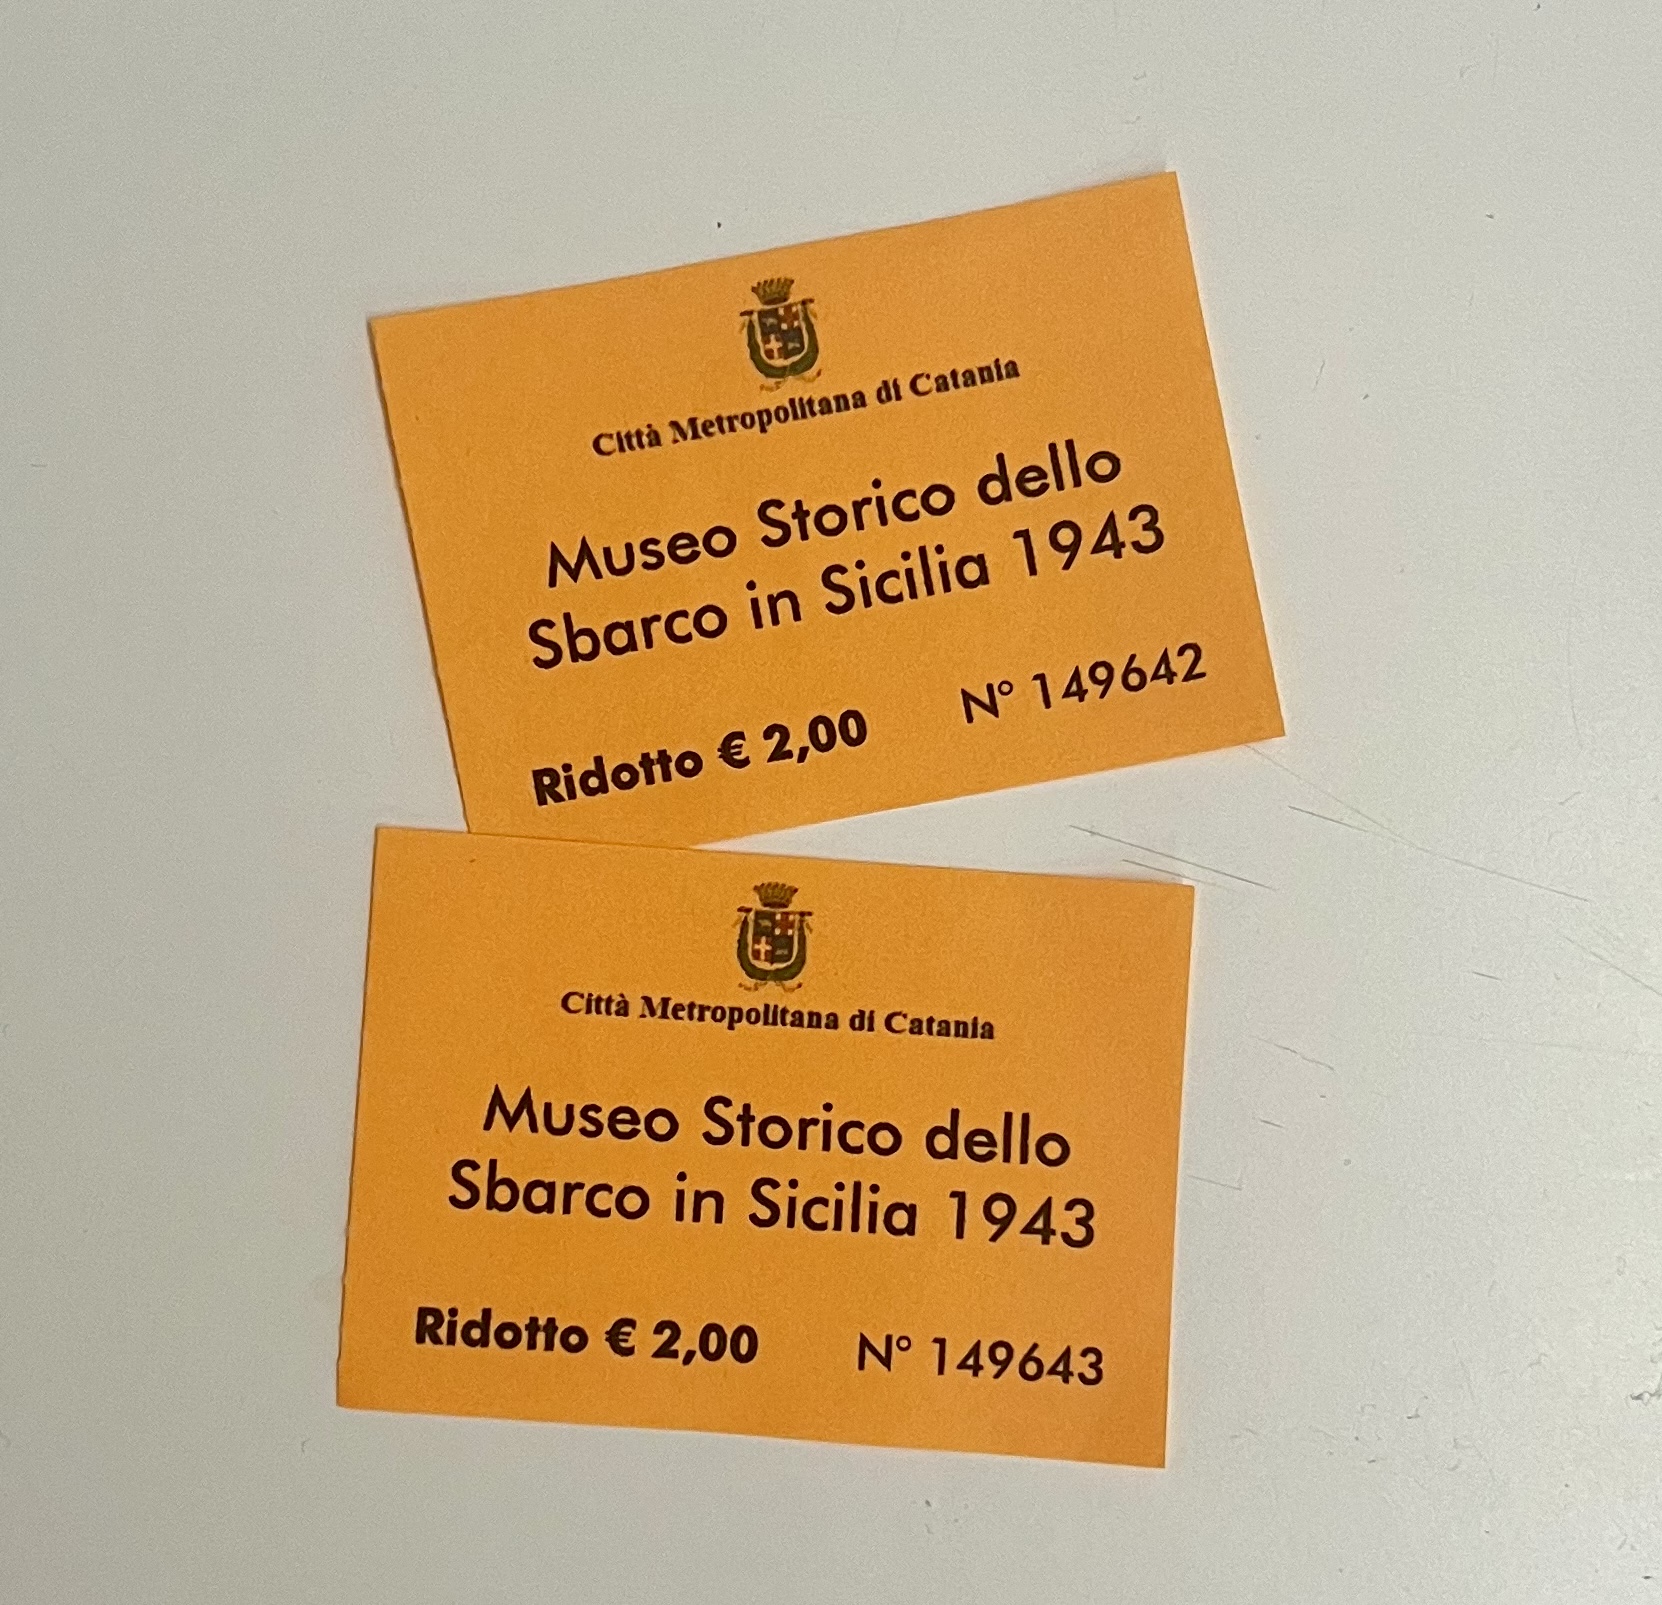 Città Metropolitana di Catania
Museo Storico dello
Sbarco in Sicilia 1943
Ridotto € 2,00 N° 149642
Città Metropolitana di Catania
Museo Storico dello
Sbarco in Sicilia 1943
Ridotto € 2,00 N° 149643